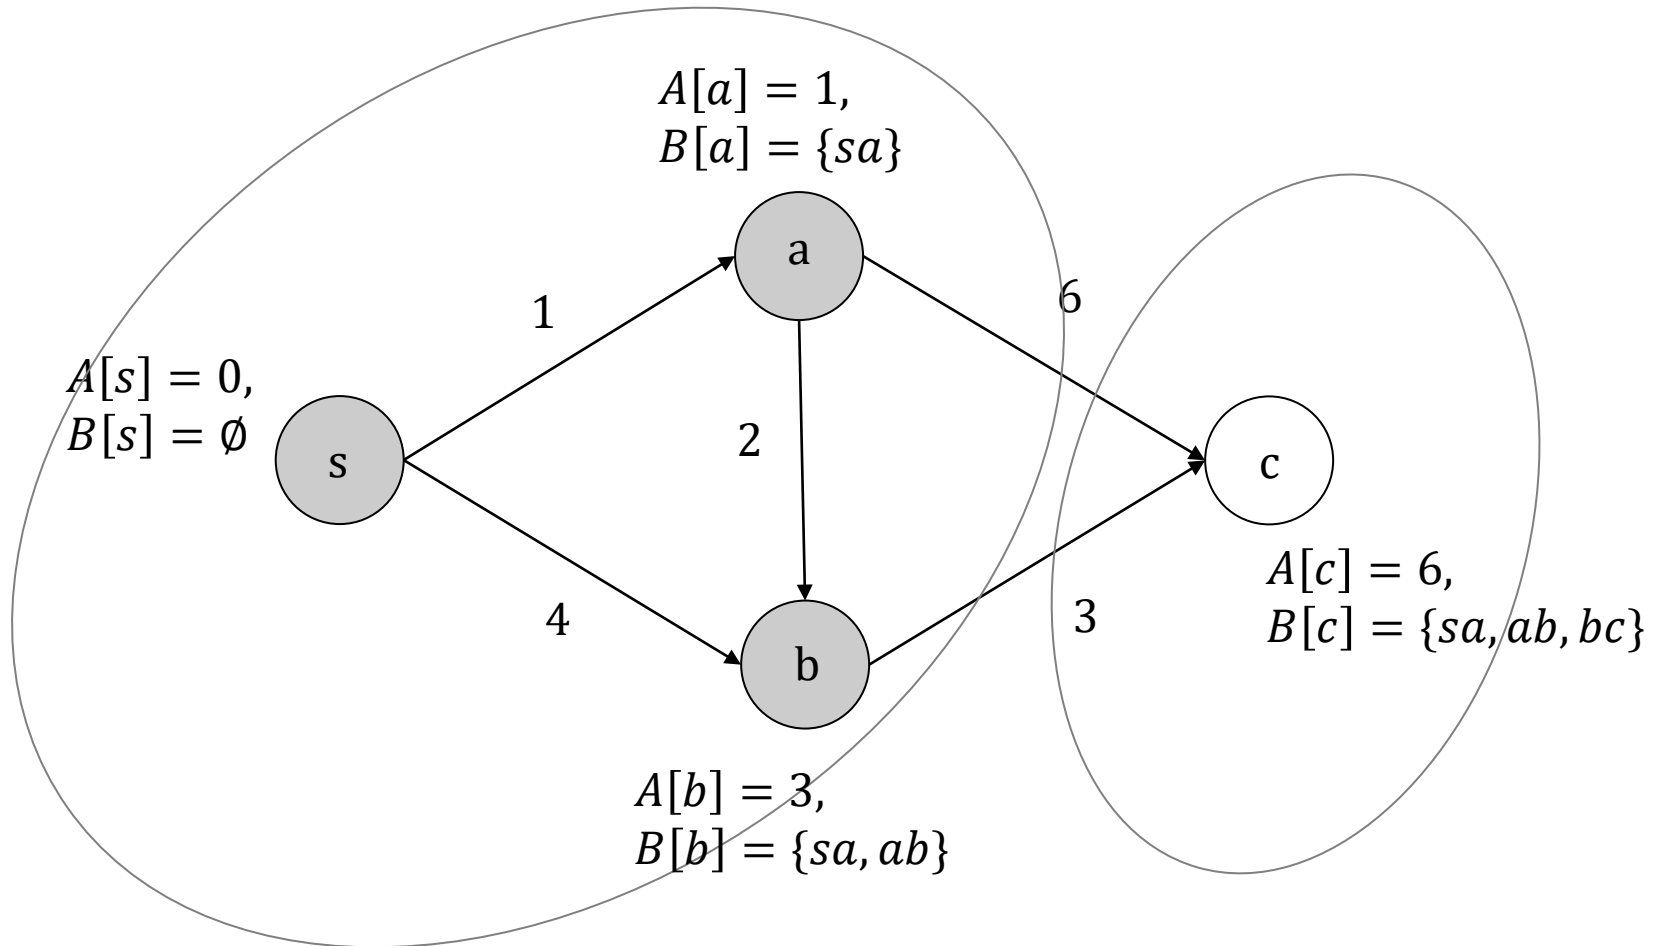 A[a] = 1,
B[a] = {sa}
a
6
1
A[s] = 0,
B[s] = ∅
s
2
c
A[c] = 6,
B[c] = {sa, ab, bc}
4
3
b
A[b] = 3,
B[b] = {sa, ab}